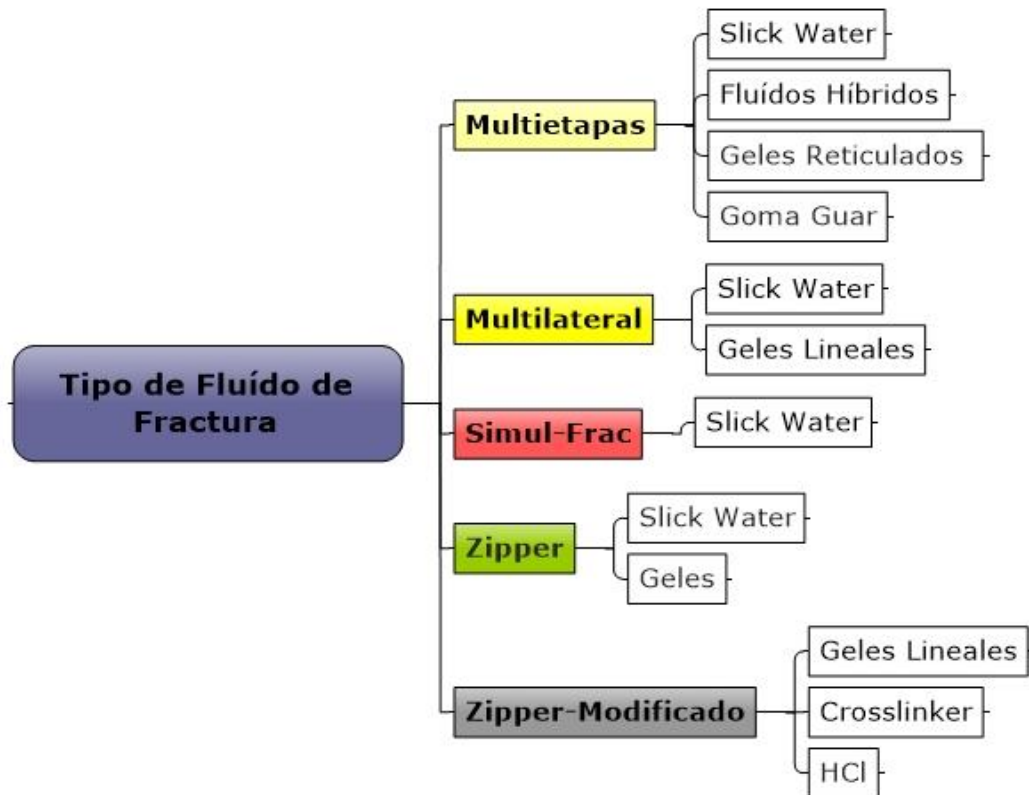 Tipo de Fluído de
Fractura
Multietapas
Slick Water
Fluídos Híbridos
Geles Reticulados
Goma Guar
Multilateral
Slick Water
Geles Lineales
Simul-Frac
Slick Water
Zipper
Slick Water
Geles
Zipper-Modificado
Geles Lineales
Crosslinker
HCl